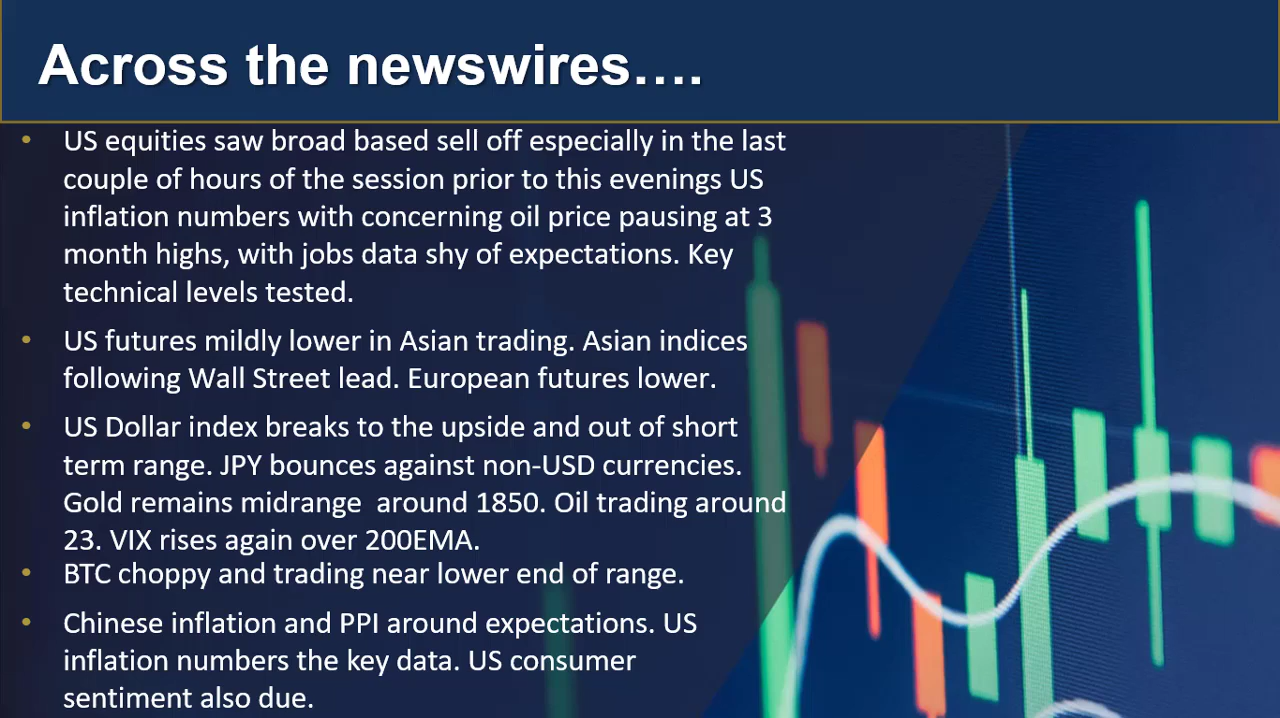 Across the newswires....
• US equities saw broad based sell off especially in the last
couple of hours of the session prior to this evenings US
inflation numbers with concerning oil price pausing at 3
month highs, with jobs data shy of expectations. Key
technical levels tested.
• US futures mildly lower in Asian trading. Asian indices
following Wall Street lead. European futures lower.
• US Dollar index breaks to the upside and out of short
term range. JPY bounces against non-USD currencies.
Gold remains midrange  around 1850. Oil trading around
23. VIX rises again over 200EMA.
• BTC choppy and trading near lower end of range.
• Chinese inflation and PPI around expectations. US
inflation numbers the key data. US consumer
sentiment also due.